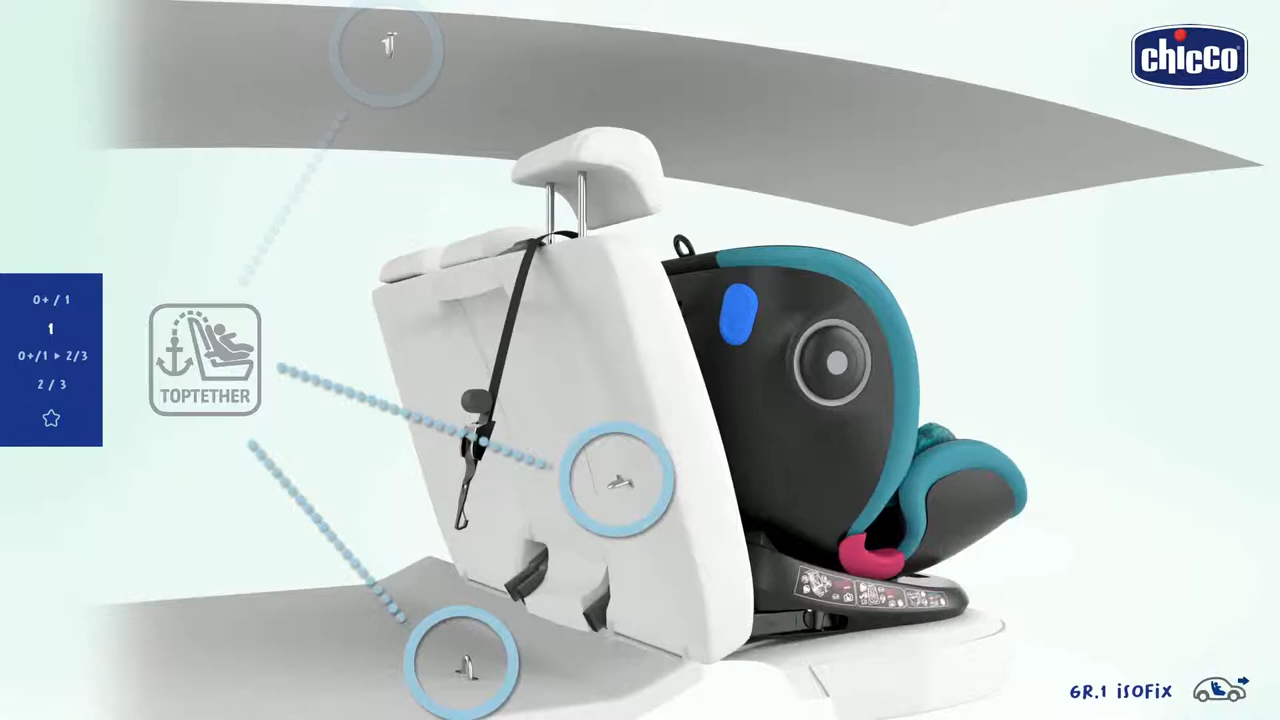 chicco
0+ / 1
1
0+/1 ▸ 2/3
2 / 3
TOPTETHER
GR.1 iSOFiX